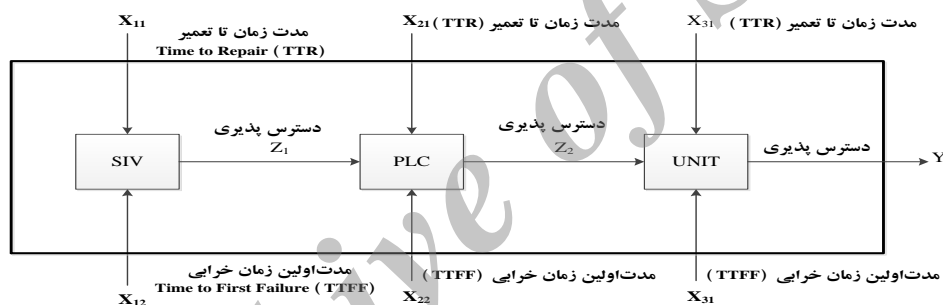 X11
مدت زمان تا تعمیر
Time to Repair ( TTR)
X21
مدت زمان تا تعمیر (TTR)
X31
مدت زمان تا تعمیر (TTR)
SIV
دسترس پذیری
Z1
PLC
دسترس پذیری
Z2
UNIT
دسترس پذیری
Y
مدت‌اولین زمان خرابی
Time to First Failure ( TTFF)
X12
مدت‌اولین زمان خرابی (TTFF)
X22
مدت‌اولین زمان خرابی (TTFF)
X31
ive of S